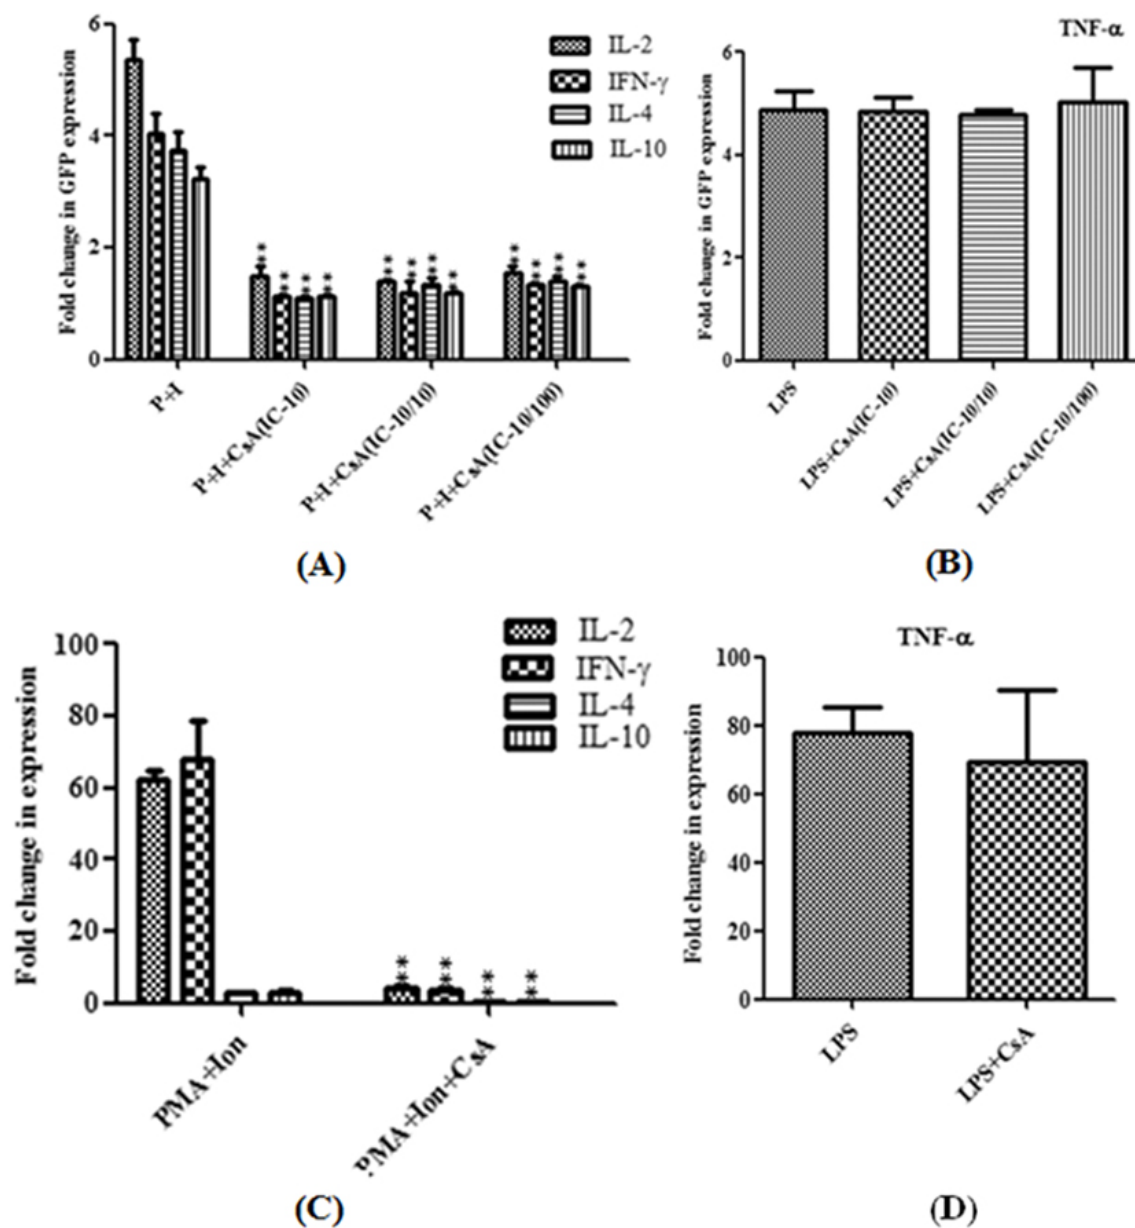 6
4
2
0
Fold change in GFP expression
IL-2
IFN-γ
IL-4
IL-10
** ** ** **
** ** ** **
** ** ** **
P+I
P+I+CsA(IC-10)
P+I+CsA(IC-10/10)
P+I+CsA(IC-10/100)
(A)
TNF-α
6
4
2
0
Fold change in GFP expression
LPS
LPS+CsA(IC-10)
LPS+CsA(IC-10/10)
LPS+CsA(IC-10/100)
(B)
100
80
60
40
20
0
Fold change in expression
IL-2
IFN-γ
IL-4
IL-10
** ** ** **
PMA+Ion
PMA+Ion+CsA
(C)
TNF-α
100
80
60
40
20
0
Fold change in expression
LPS
LPS+CsA
(D)